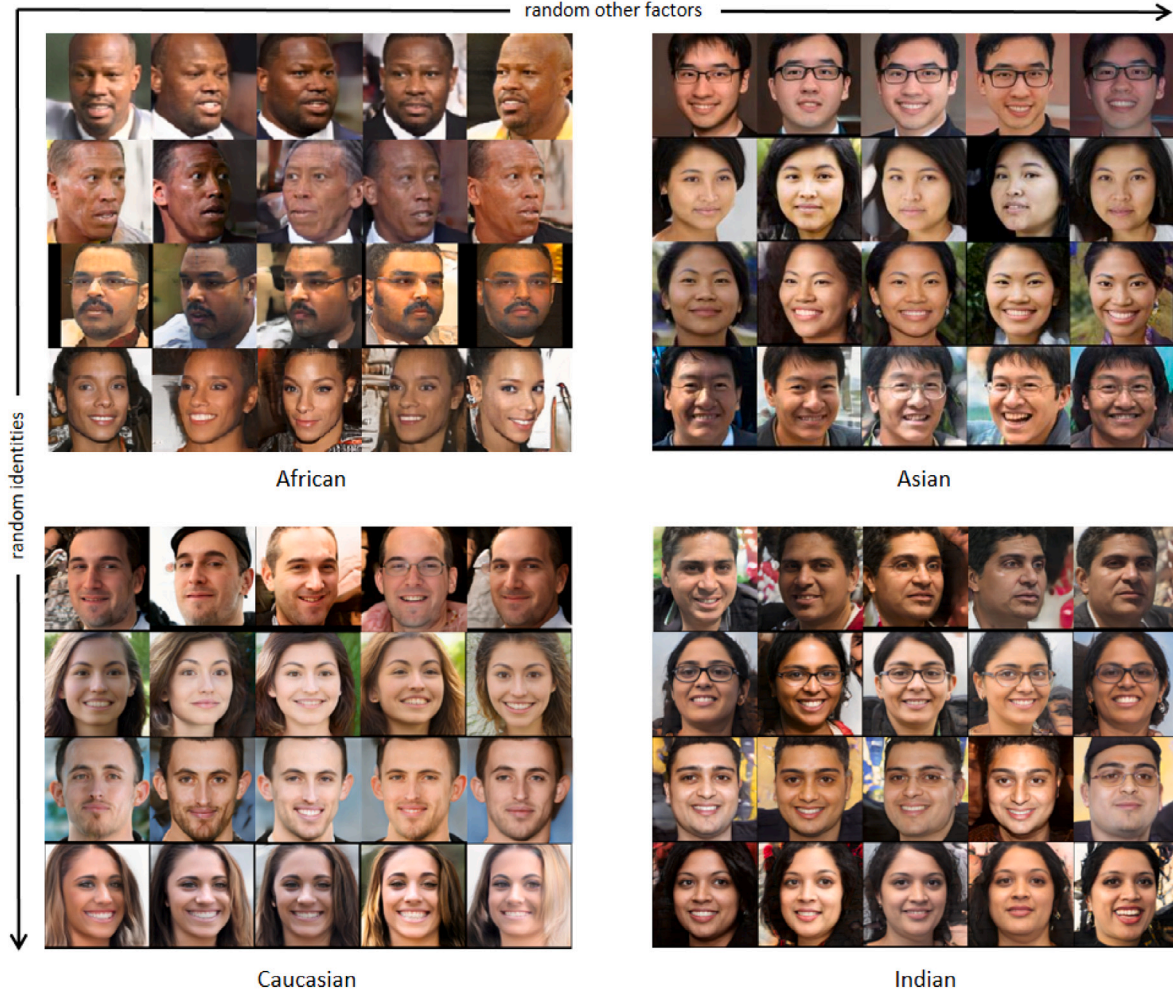 random other factors
random identities
African
Asian
Caucasian
Indian